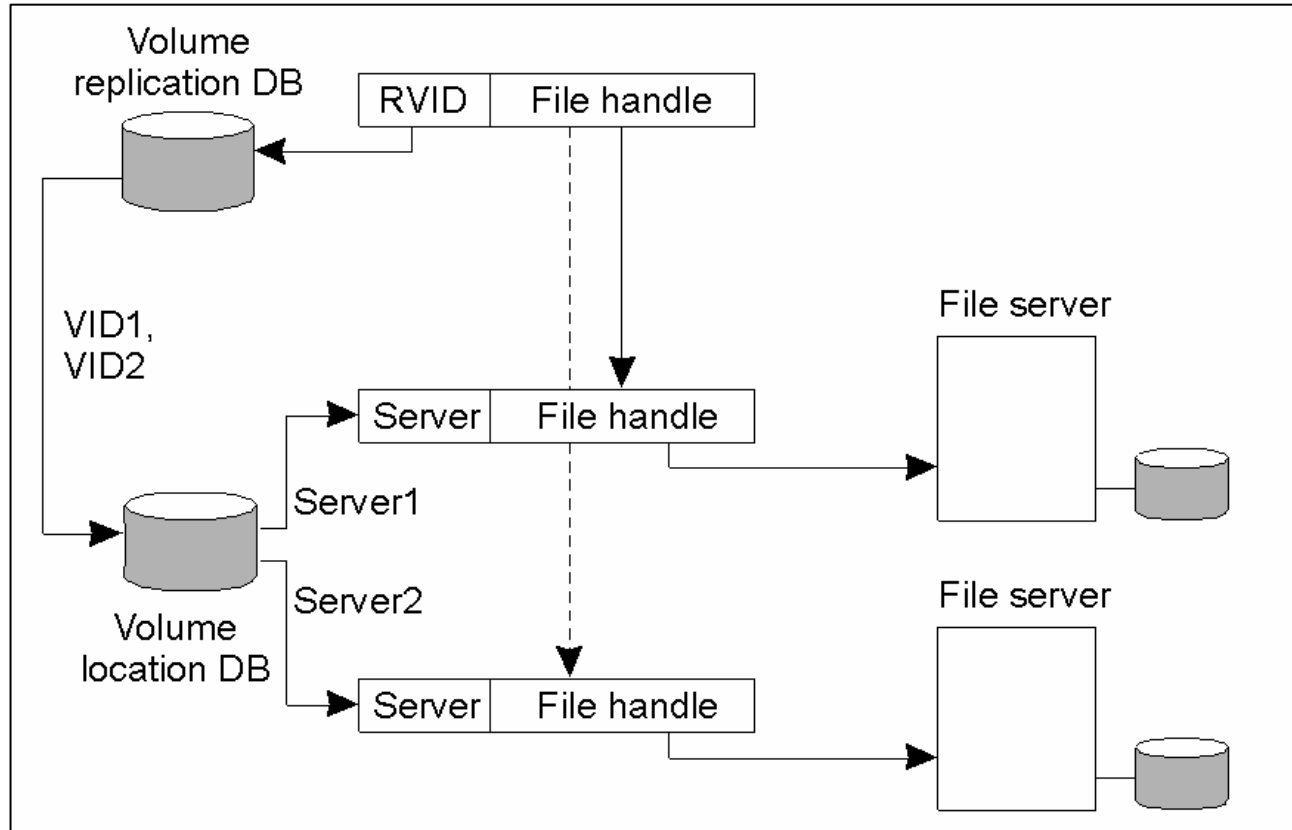 Volume
replication DB
RVID File handle
VID1,
VID2
File server
Server File handle
Server1
Server2
File server
Volume
location DB
Server File handle